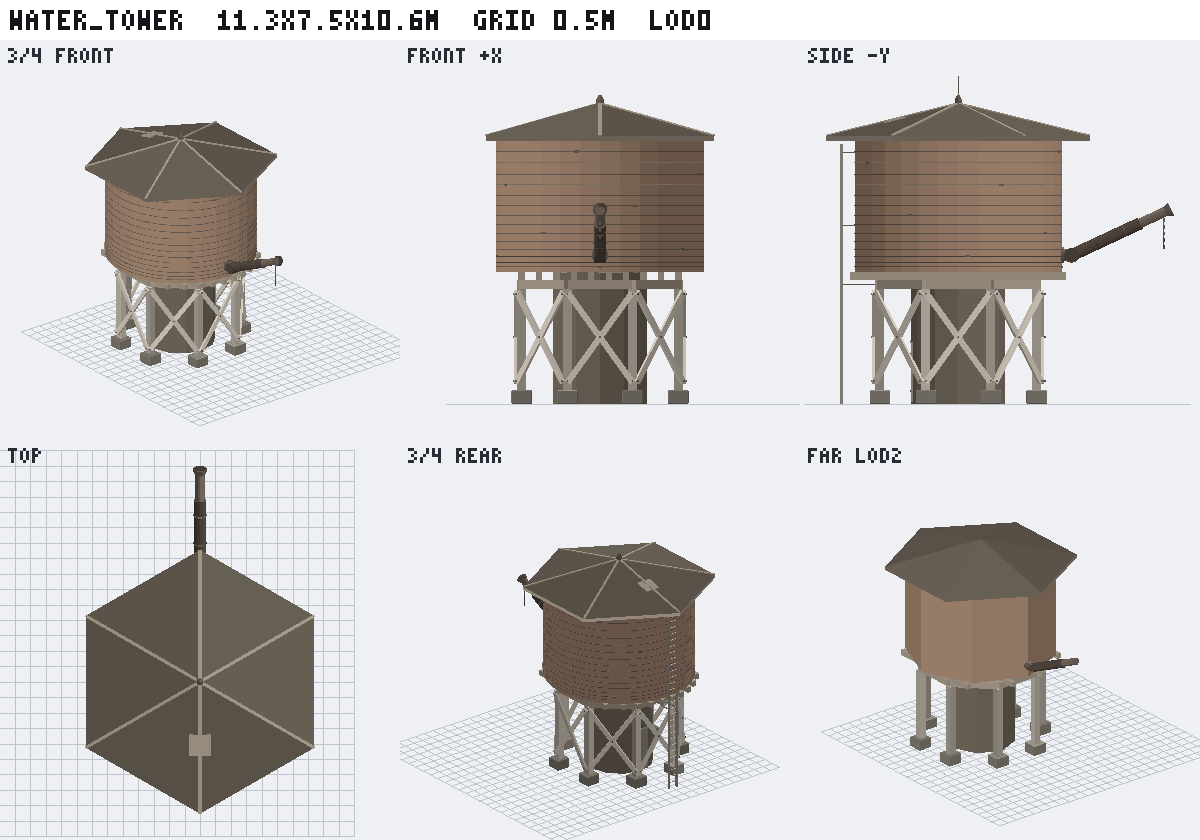 WATER_TOWER 11.3X7.5X10.6M GRID 0.5M LOD0
3/4 FRONT
FRONT +X
SIDE -Y
TOP
3/4 REAR
FAR LOD2